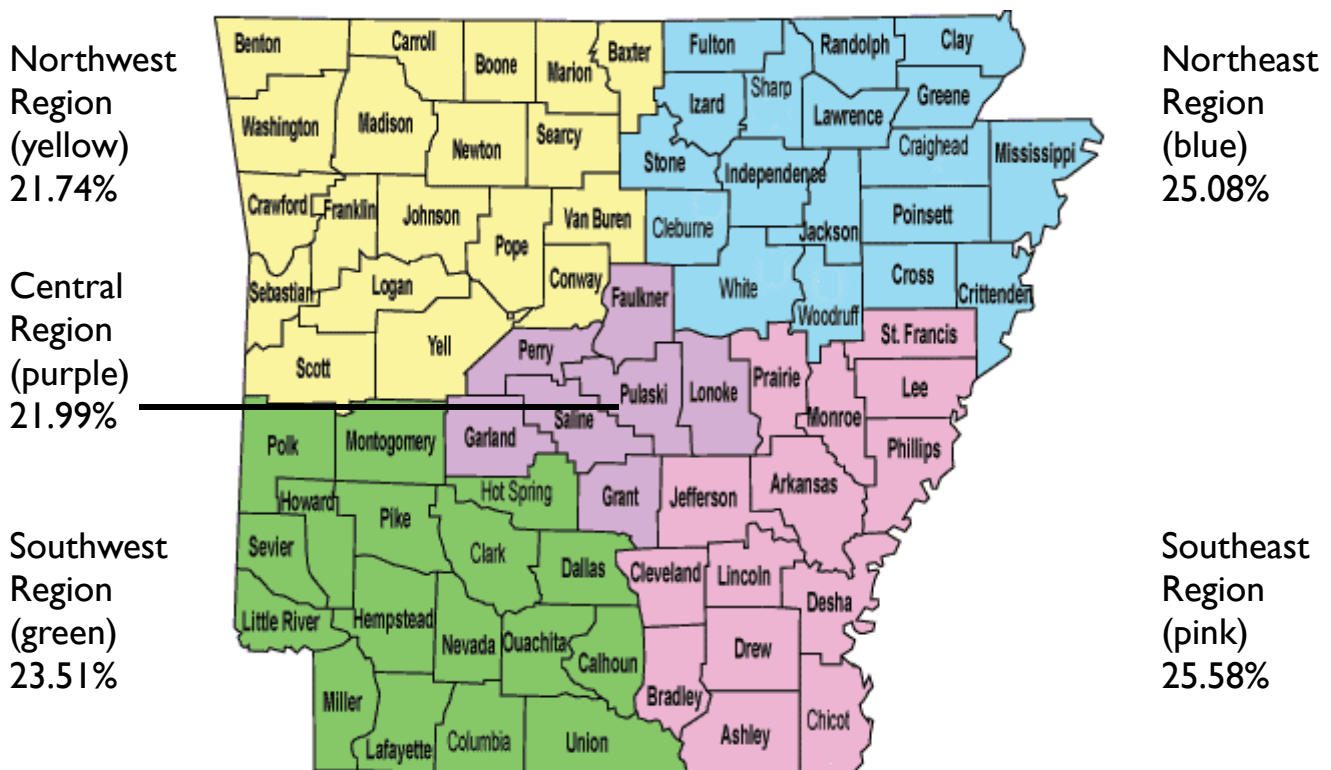 Northwest
Region
(yellow)
21.74%
Central
Region
(purple)
21.99%
Southwest
Region
(green)
23.51%
Benton
Carroll
Boone
Marion
Baxter
Fulton
Randolph
Clay
Sharp
Izard
Greene
Lawrence
Washington
Madison
Newton
Searcy
Stone
Independence
Craighead
Mississippi
Crawford
Franklin
Johnson
Pope
Van Buren
Cleburne
Jackson
Poinsett
Sebastian
Logan
Conway
Faulkner
White
Woodruff
Cross
Crittenden
Scott
Yell
Perry
Pulaski
Lonoke
Prairie
St. Francis
Lee
Monroe
Phillips
Polk
Montogomery
Garland
Saline
Hot Spring
Grant
Jefferson
Arkansas
Howard
Pike
Sevier
Clark
Dallas
Cleveland
Lincoln
Desha
Little River
Hempstead
Nevada
Ouachita
Calhoun
Drew
Miller
Bradley
Lafayette
Columbia
Union
Ashley
Chicot
Northeast
Region
(blue)
25.08%
Southeast
Region
(pink)
25.58%